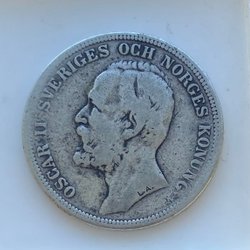 OSCAR II SVERIGES OCH NORGES KONUNG
L.A.